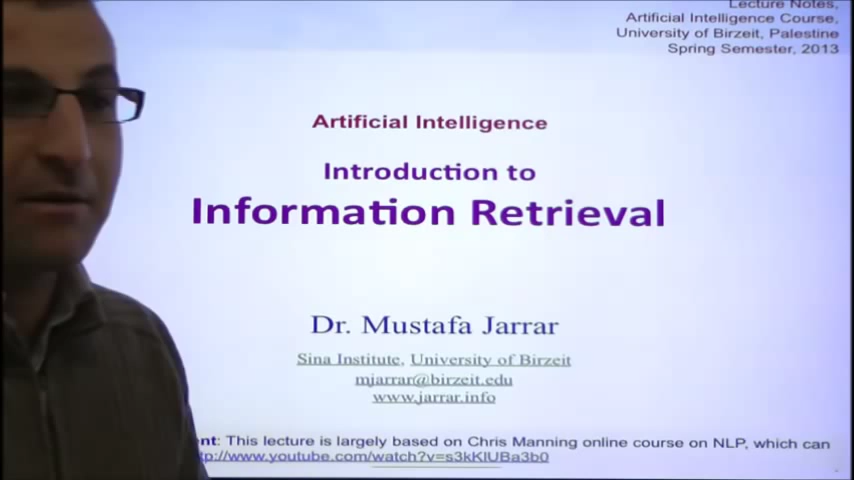 Lecture Notes,
Artificial Intelligence Course,
University of Birzeit, Palestine
Spring Semester, 2013
Artificial Intelligence
Introduction to
Information Retrieval
Dr. Mustafa Jarrar
Sina Institute, University of Birzeit
mjarrar@birzeit.edu
www.jarrar.info
nt: This lecture is largely based on Chris Manning online course on NLP, which can
tp://www.youtube.com/watch?v=s3kKlUBa3b0